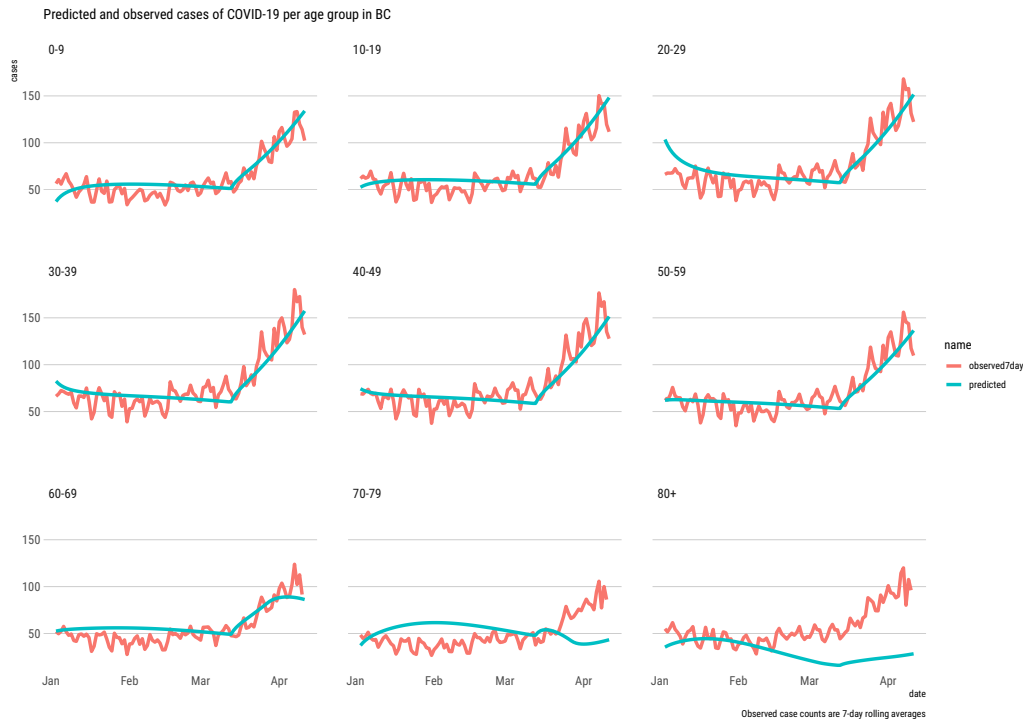 Predicted and observed cases of COVID-19 per age group in BC
0-9 10-19 20-29
cases
150
100
50
30-39 40-49 50-59
150
100
50
name
observed7day
predicted
60-69 70-79 80+
150
100
50
Jan Feb Mar Apr Jan Feb Mar Apr Jan Feb Mar Apr
date
Observed case counts are 7-day rolling averages